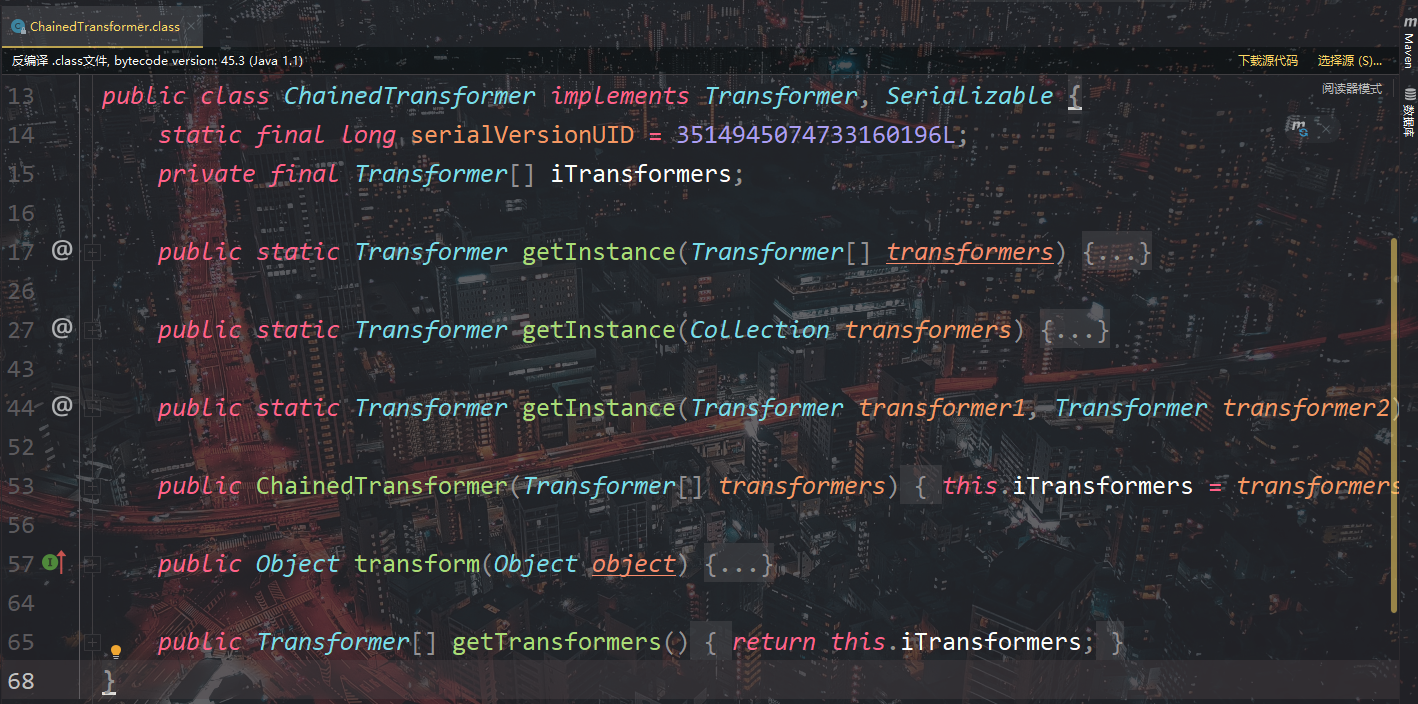 ChainedTransformer.class
反编译 .class文件, bytecode version: 45.3 (Java 1.1)
下载源代码 选择源 (S)...
阅读器模式
Maven
数据库
13 public class ChainedTransformer implements Transformer, Serializable {
14 static final long serialVersionUID = 3514945074733160196L;
15 private final Transformer[] iTransformers;
16
17 @ public static Transformer getInstance(Transformer[] transformers) {...}
26
27 @ public static Transformer getInstance(Collection transformers) {...}
43
44 @ public static Transformer getInstance(Transformer transformer1, Transformer transformer2)
52
53 public ChainedTransformer(Transformer[] transformers) { this.iTransformers = transformers
56
57 public Object transform(Object object) {...}
64
65 public Transformer[] getTransformers() { return this.iTransformers; }
68 }